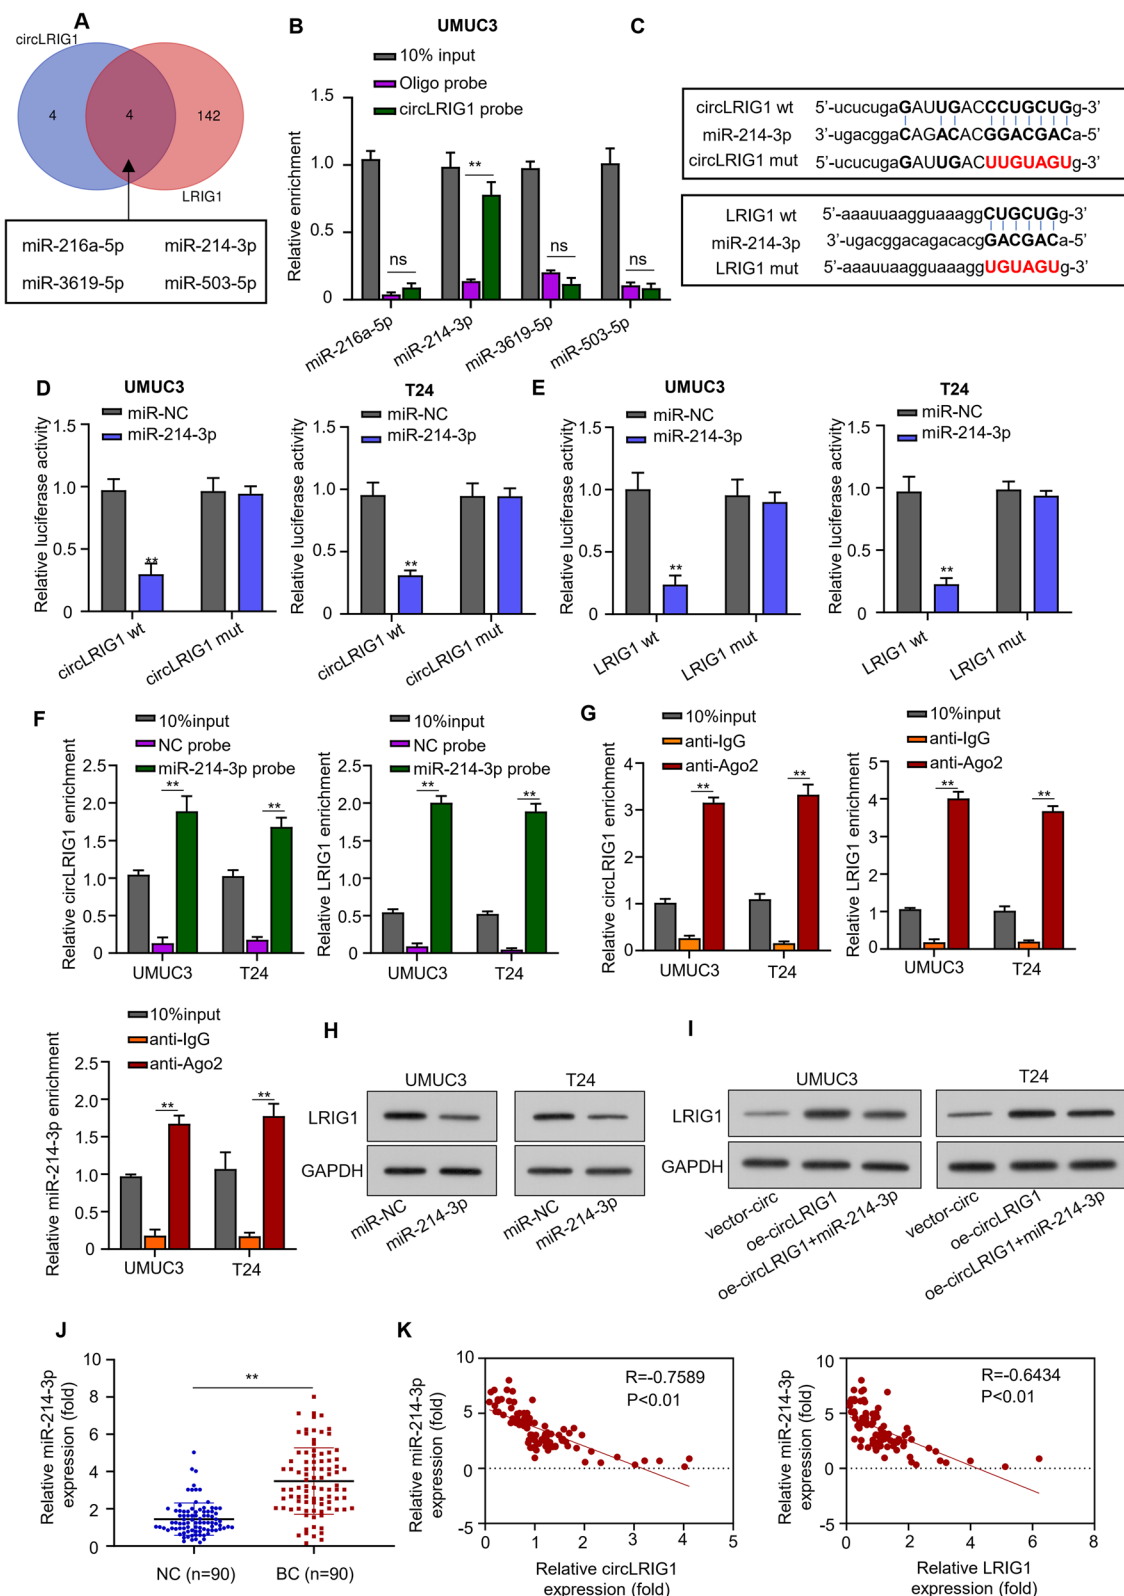 A
circLRIG1
4
4
142
LRIG1
miR-216a-5p miR-214-3p
miR-3619-5p miR-503-5p
B
UMUC3
10% input
Oligo probe
circLRIG1 probe
Relative enrichment
1.5
1.0
0.5
0
ns
**
ns
ns
miR-216a-5p
miR-214-3p
miR-3619-5p
miR-503-5p
C
circLRIG1 wt 5’-ucucugaGAUUGACCCUGCUGg-3’
miR-214-3p 3’-ugacggaCAGACACGGACGACa-5’
circLRIG1 mut 5’-ucucugaGAUUGACUUGUAGUg-3’
LRIG1 wt 5’-aaauuaagguaaaggCUGCUGg-3’
miR-214-3p 3’-ugacggacagacacgGACGACa-5’
LRIG1 mut 5’-aaauuaagguaaaggUGUAGUg-3’
D
UMUC3
miR-NC
miR-214-3p
Relative luciferase activity
1.5
1.0
0.5
0
**
circLRIG1 wt
circLRIG1 mut
T24
miR-NC
miR-214-3p
Relative luciferase activity
1.5
1.0
0.5
0
**
circLRIG1 wt
circLRIG1 mut
E
UMUC3
miR-NC
miR-214-3p
Relative luciferase activity
1.5
1.0
0.5
0
**
LRIG1 wt
LRIG1 mut
T24
miR-NC
miR-214-3p
Relative luciferase activity
1.5
1.0
0.5
0
**
LRIG1 wt
LRIG1 mut
F
10%input
NC probe
miR-214-3p probe
Relative circLRIG1 enrichment
2.5
2.0
1.5
1.0
0.5
0
**
**
UMUC3
T24
10%input
NC probe
miR-214-3p probe
Relative LRIG1 enrichment
2.5
2.0
1.5
1.0
0.5
0
**
**
UMUC3
T24
G
10%input
anti-IgG
anti-Ago2
Relative circLRIG1 enrichment
4
3
2
1
0
**
**
UMUC3
T24
10%input
anti-IgG
anti-Ago2
Relative LRIG1 enrichment
5
4
4
2
1
0
**
**
UMUC3
T24
10%input
anti-IgG
anti-Ago2
Relative miR-214-3p enrichment
2.5
2.0
1.5
1.0
0.5
0
**
**
UMUC3
T24
H
UMUC3
T24
LRIG1
GAPDH
miR-NC
miR-214-3p
miR-NC
miR-214-3p
I
UMUC3
T24
LRIG1
GAPDH
vector-circ
oe-circLRIG1
oe-circLRIG1+miR-214-3p
vector-circ
oe-circLRIG1
oe-circLRIG1+miR-214-3p
J
Relative miR-214-3p
expression (fold)
10
8
6
4
2
0
**
NC (n=90)
BC (n=90)
K
Relative miR-214-3p
expression (fold)
10
5
0
-5
R=-0.7589
P<0.01
0 1 2 3 4 5
Relative circLRIG1
expression (fold)
Relative miR-214-3p
expression (fold)
10
5
0
-5
R=-0.6434
P<0.01
0 2 4 6 8
Relative LRIG1
expression (fold)